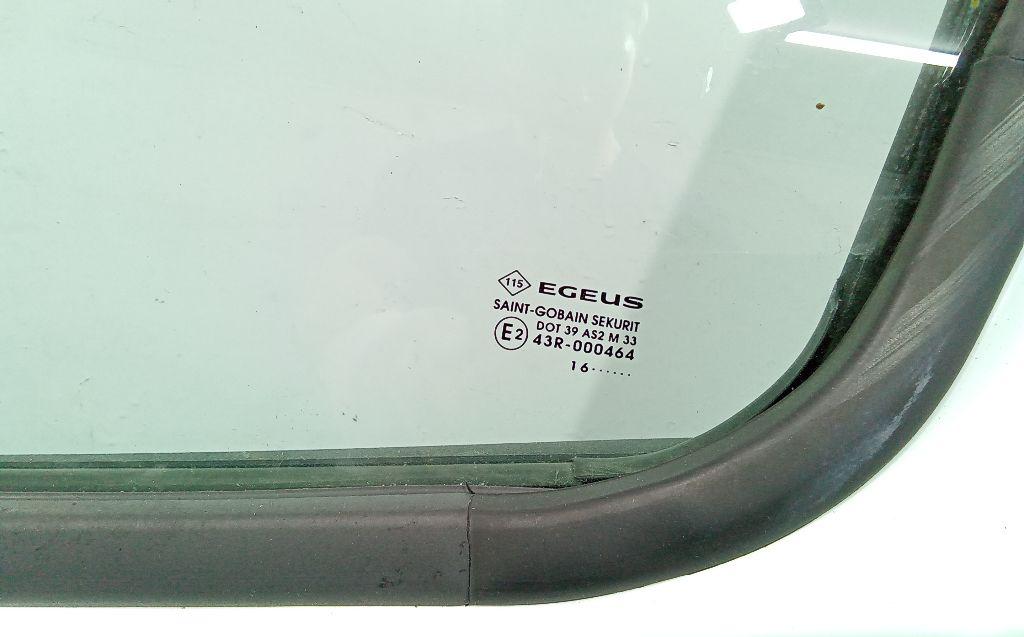 115 EGEUS
SAINT-GOBAIN SEKURIT
DOT 39 AS2 M 33
E2 43R-000464
16......